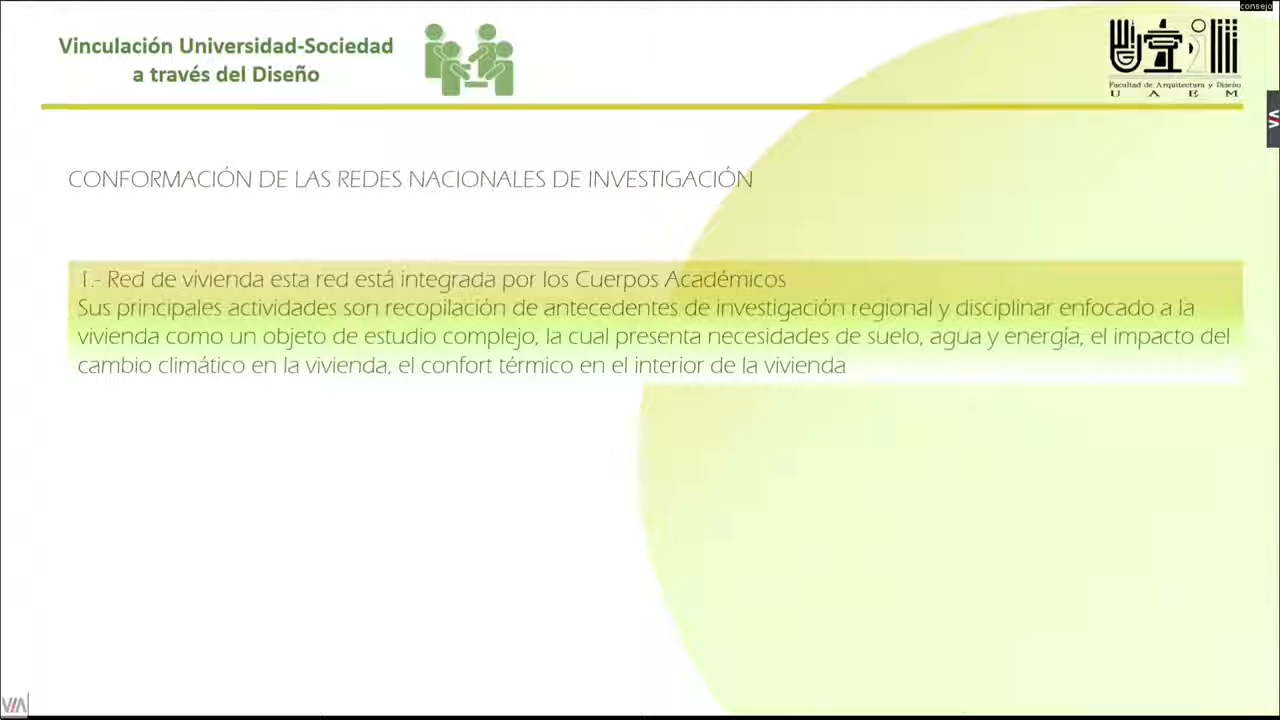 consejo
Vinculación Universidad-Sociedad
a través del Diseño
Facultad de Arquitectura y Diseño
U A E M
CONFORMACIÓN DE LAS REDES NACIONALES DE INVESTIGACIÓN
1.- Red de vivienda esta red está integrada por los Cuerpos Académicos
Sus principales actividades son recopilación de antecedentes de investigación regional y disciplinar enfocado a la
vivienda como un objeto de estudio complejo, la cual presenta necesidades de suelo, agua y energía, el impacto del
cambio climático en la vivienda, el confort térmico en el interior de la vivienda
VIA